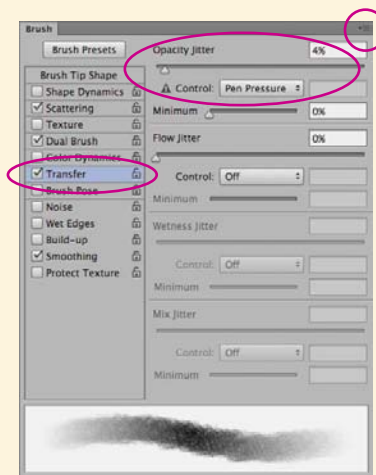 Brush
Brush Presets
Brush Tip Shape
Shape Dynamics
Scattering
Texture
Dual Brush
Color Dynamics
Transfer
Brush Pose
Noise
Wet Edges
Build-up
Smoothing
Protect Texture
Opacity Jitter 4%
Control: Pen Pressure
Minimum 0%
Flow Jitter 0%
Control: Off
Minimum
Wetness Jitter
Control: Off
Minimum
Mix Jitter
Control: Off
Minimum